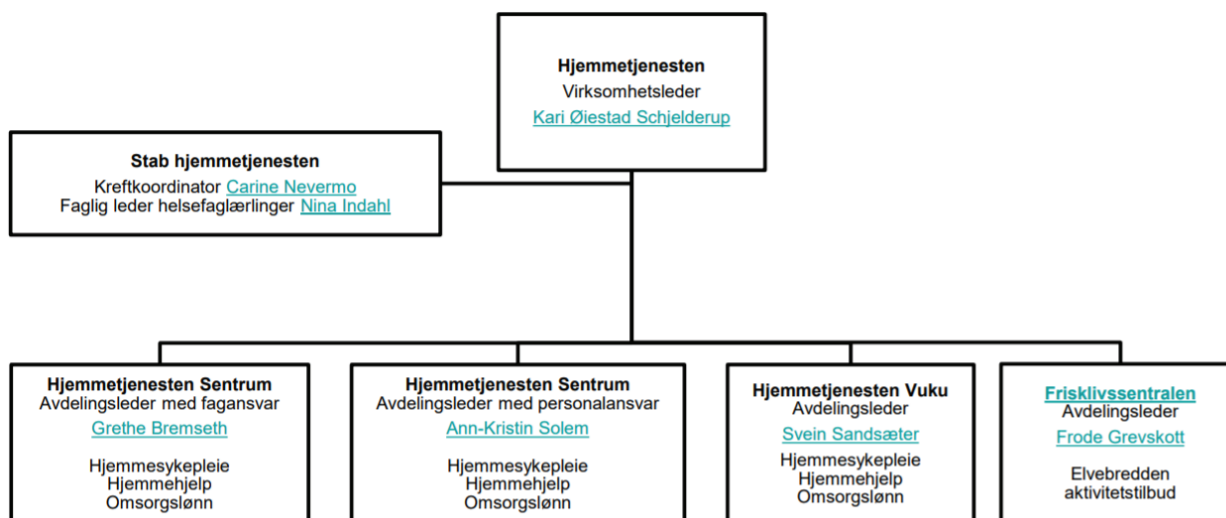 Hjemmetjenesten
Virksomhetsleder
Kari Øiestad Schjelderup
Stab hjemmetjenesten
Kreftkoordinator Carine Nevermo
Faglig leder helsefaglærlinger Nina Indahl
Hjemmetjenesten Sentrum
Avdelingsleder med fagansvar
Grethe Bremseth
Hjemmesykepleie
Hjemmehjelp
Omsorgslønn
Hjemmetjenesten Sentrum
Avdelingsleder med personalansvar
Ann-Kristin Solem
Hjemmesykepleie
Hjemmehjelp
Omsorgslønn
Hjemmetjenesten Vuku
Avdelingsleder
Svein Sandsæter
Hjemmesykepleie
Hjemmehjelp
Omsorgslønn
Frisklivssentralen
Avdelingsleder
Frode Grevskott
Elvebredden
aktivitetstilbud